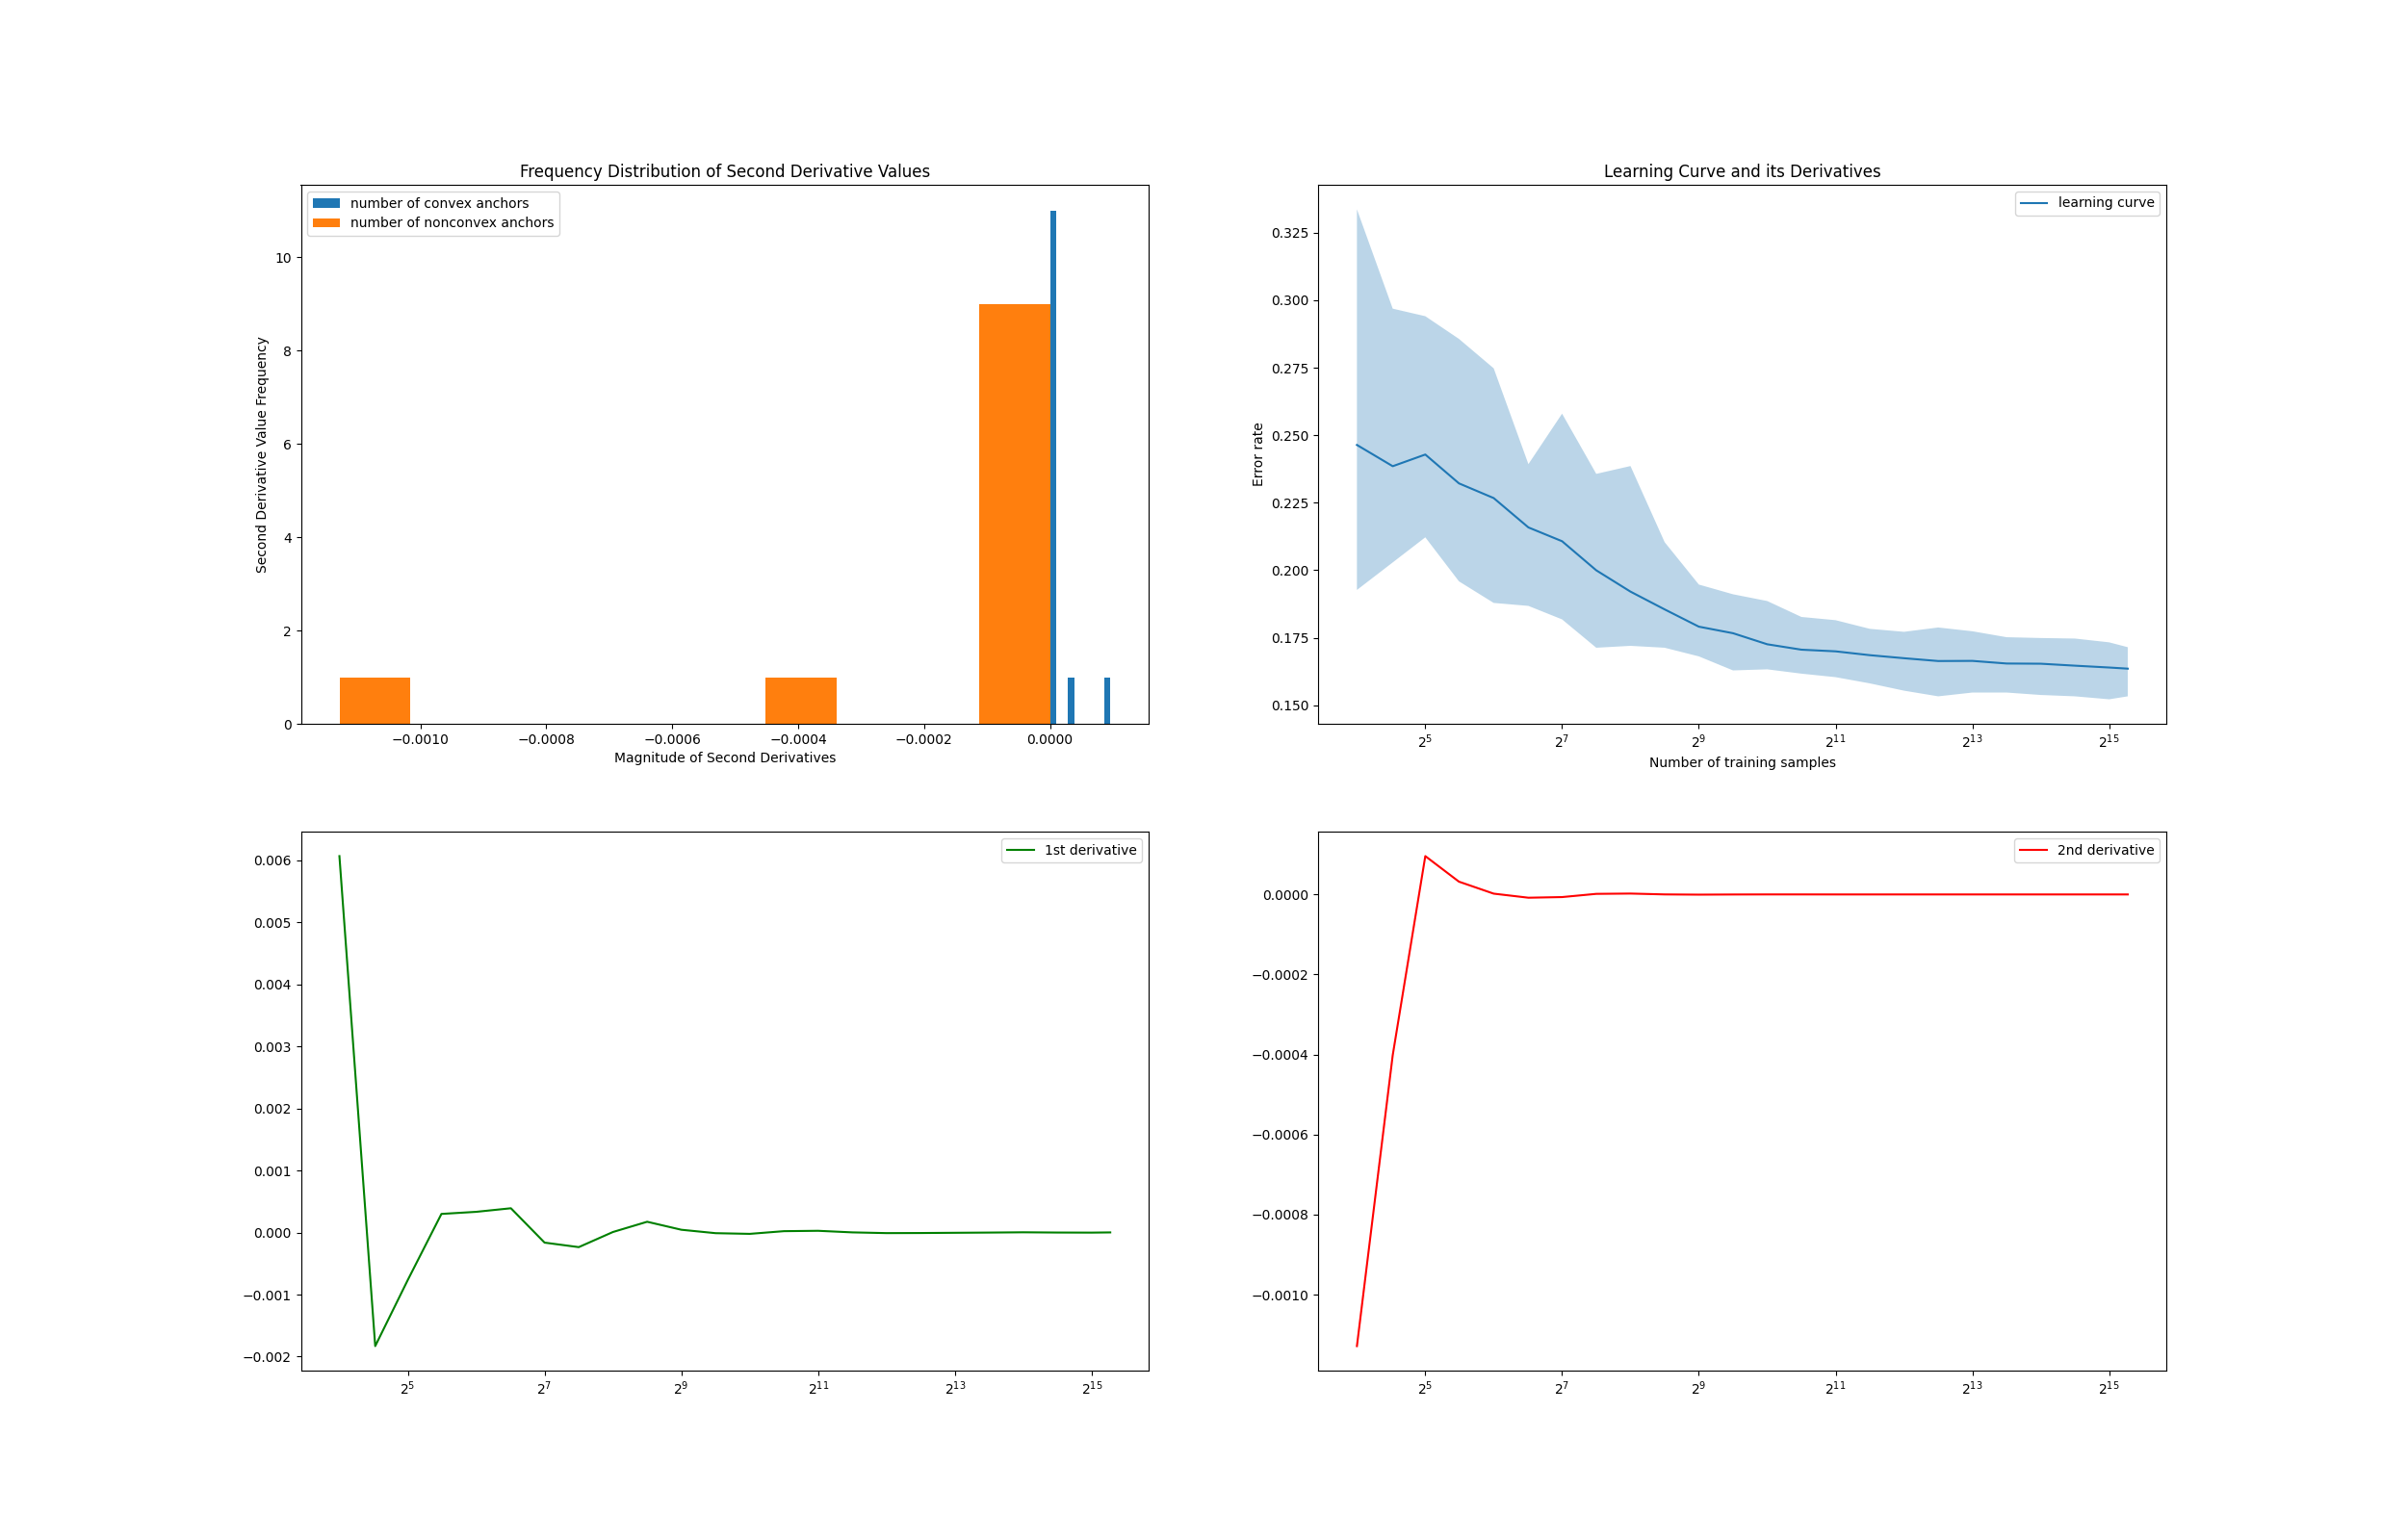 Frequency Distribution of Second Derivative Values
number of convex anchors
number of nonconvex anchors
10
8
6
4
2
0
Second Derivative Value Frequency
−0.0010 −0.0008 −0.0006 −0.0004 −0.0002 0.0000
Magnitude of Second Derivatives
Learning Curve and its Derivatives
learning curve
0.325
0.300
0.275
0.250
0.225
0.200
0.175
0.150
Error rate
2^5 2^7 2^9 2^11 2^13 2^15
Number of training samples
1st derivative
0.006
0.005
0.004
0.003
0.002
0.001
0.000
−0.001
−0.002
2^5 2^7 2^9 2^11 2^13 2^15
2nd derivative
0.0000
−0.0002
−0.0004
−0.0006
−0.0008
−0.0010
2^5 2^7 2^9 2^11 2^13 2^15